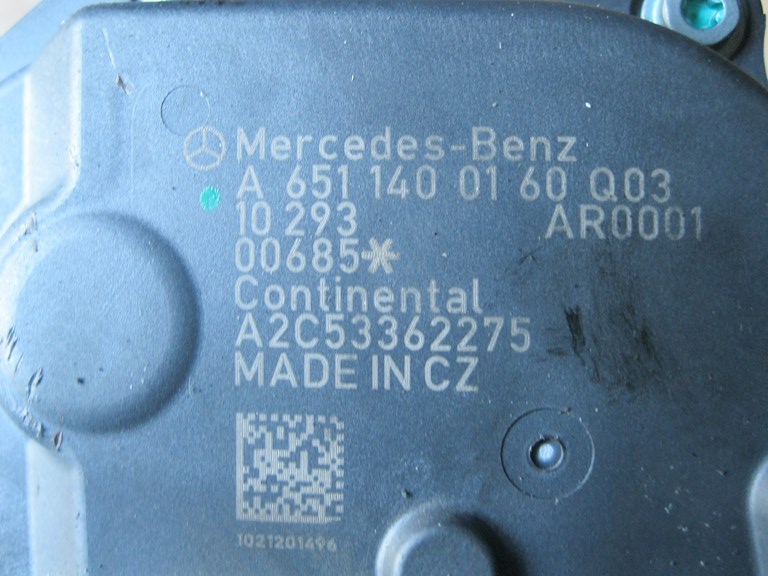 Mercedes-Benz
A 651 140 01 60 Q03
10 293 AR0001
00685*
Continental
A2C53362275
MADE IN CZ
1021201496